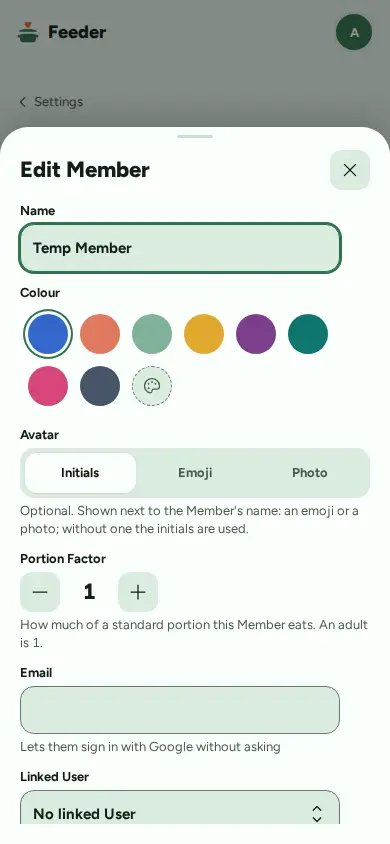 Feeder
A
Settings
Edit Member
Name
Temp Member
Colour
Avatar
Initials
Emoji
Photo
Optional. Shown next to the Member's name: an emoji or a
photo; without one the initials are used.
Portion Factor
1
How much of a standard portion this Member eats. An adult
is 1.
Email
Lets them sign in with Google without asking
Linked User
No linked User